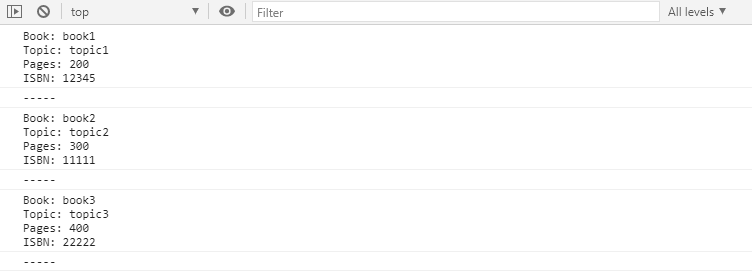 top
Filter
All levels
Book: book1
Topic: topic1
Pages: 200
ISBN: 12345
-----
Book: book2
Topic: topic2
Pages: 300
ISBN: 11111
-----
Book: book3
Topic: topic3
Pages: 400
ISBN: 22222
-----